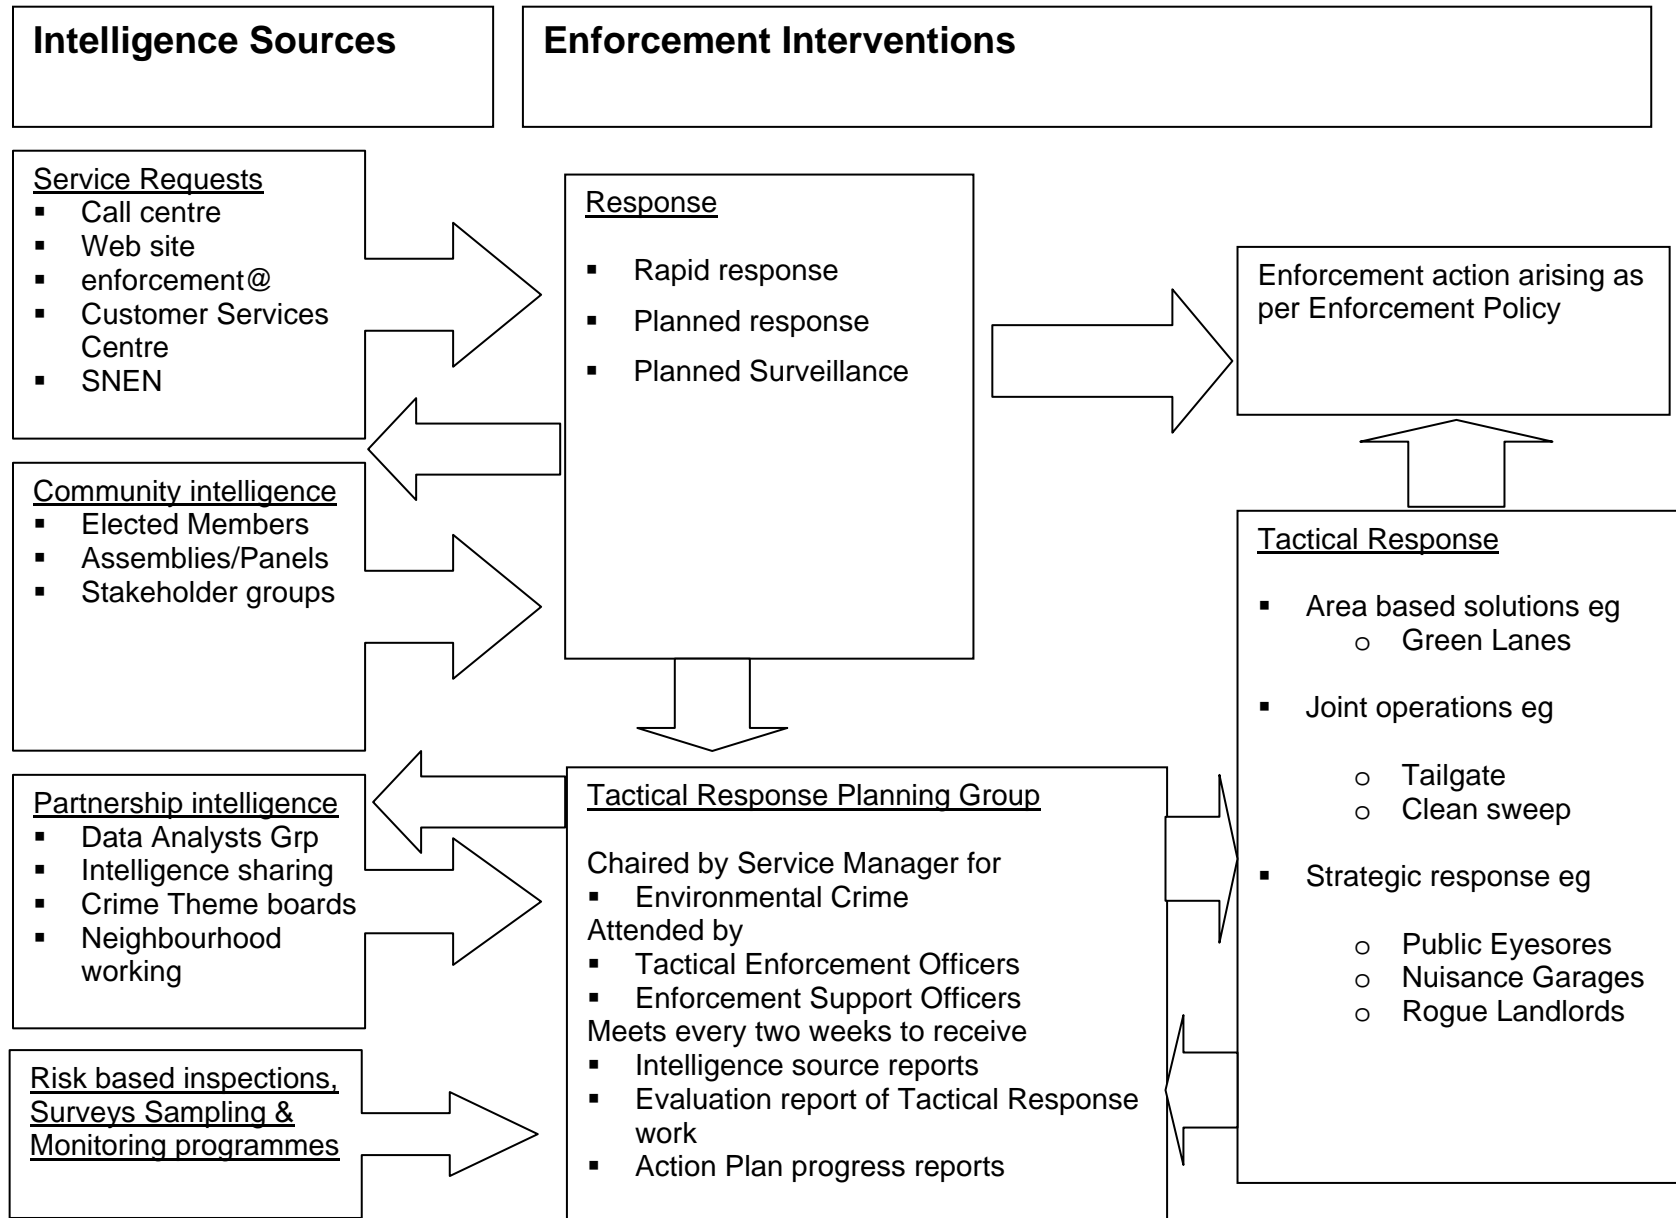 Intelligence Sources
Enforcement Interventions
Service Requests
▪ Call centre
▪ Web site
▪ enforcement@
▪ Customer Services
Centre
▪ SNEN
Community intelligence
▪ Elected Members
▪ Assemblies/Panels
▪ Stakeholder groups
Partnership intelligence
▪ Data Analysts Grp
▪ Intelligence sharing
▪ Crime Theme boards
▪ Neighbourhood
working
Risk based inspections,
Surveys Sampling &
Monitoring programmes
Response
▪ Rapid response
▪ Planned response
▪ Planned Surveillance
Tactical Response Planning Group
Chaired by Service Manager for
▪ Environmental Crime
Attended by
▪ Tactical Enforcement Officers
▪ Enforcement Support Officers
Meets every two weeks to receive
▪ Intelligence source reports
▪ Evaluation report of Tactical Response
work
▪ Action Plan progress reports
Enforcement action arising as
per Enforcement Policy
Tactical Response
▪ Area based solutions eg
o Green Lanes
▪ Joint operations eg
o Tailgate
o Clean sweep
▪ Strategic response eg
o Public Eyesores
o Nuisance Garages
o Rogue Landlords